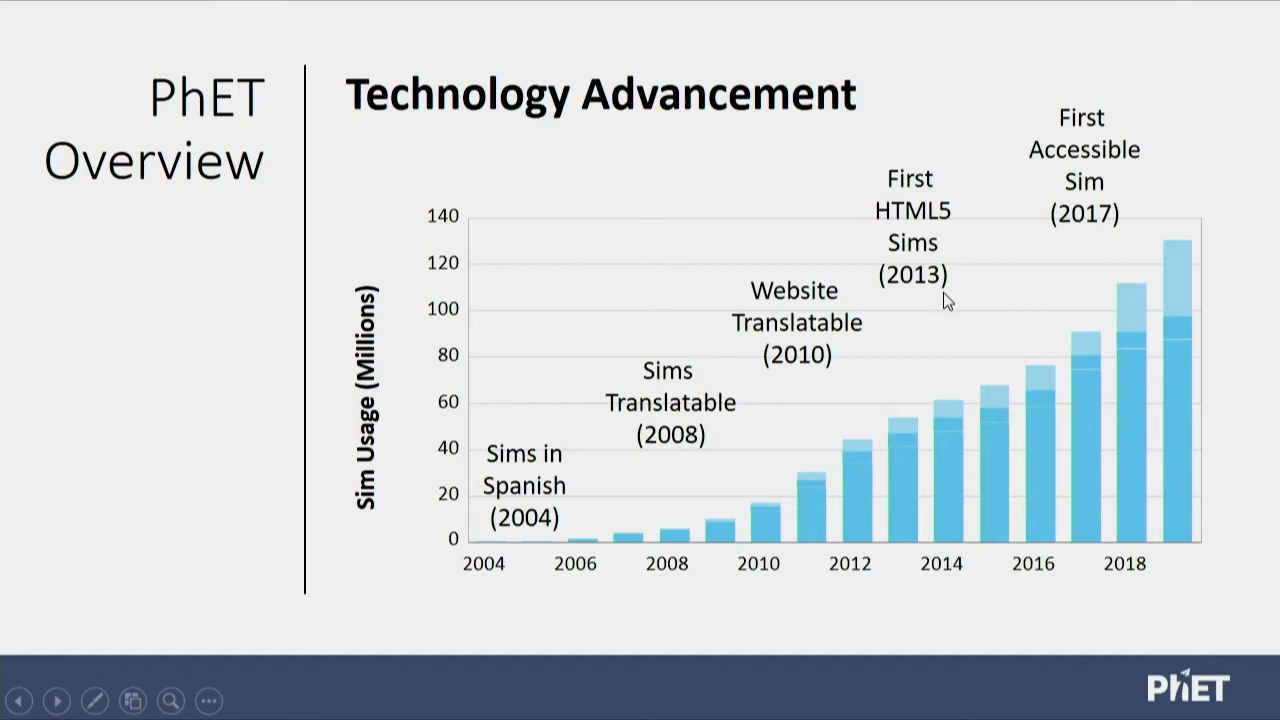 PhET
Overview
Technology Advancement
First
Accessible
Sim
(2017)
First
HTML5
Sims
(2013)
Website
Translatable
(2010)
Sims
Translatable
(2008)
Sims in
Spanish
(2004)
Sim Usage (Millions)
140
120
100
80
60
40
20
0
2004 2006 2008 2010 2012 2014 2016 2018
PhET